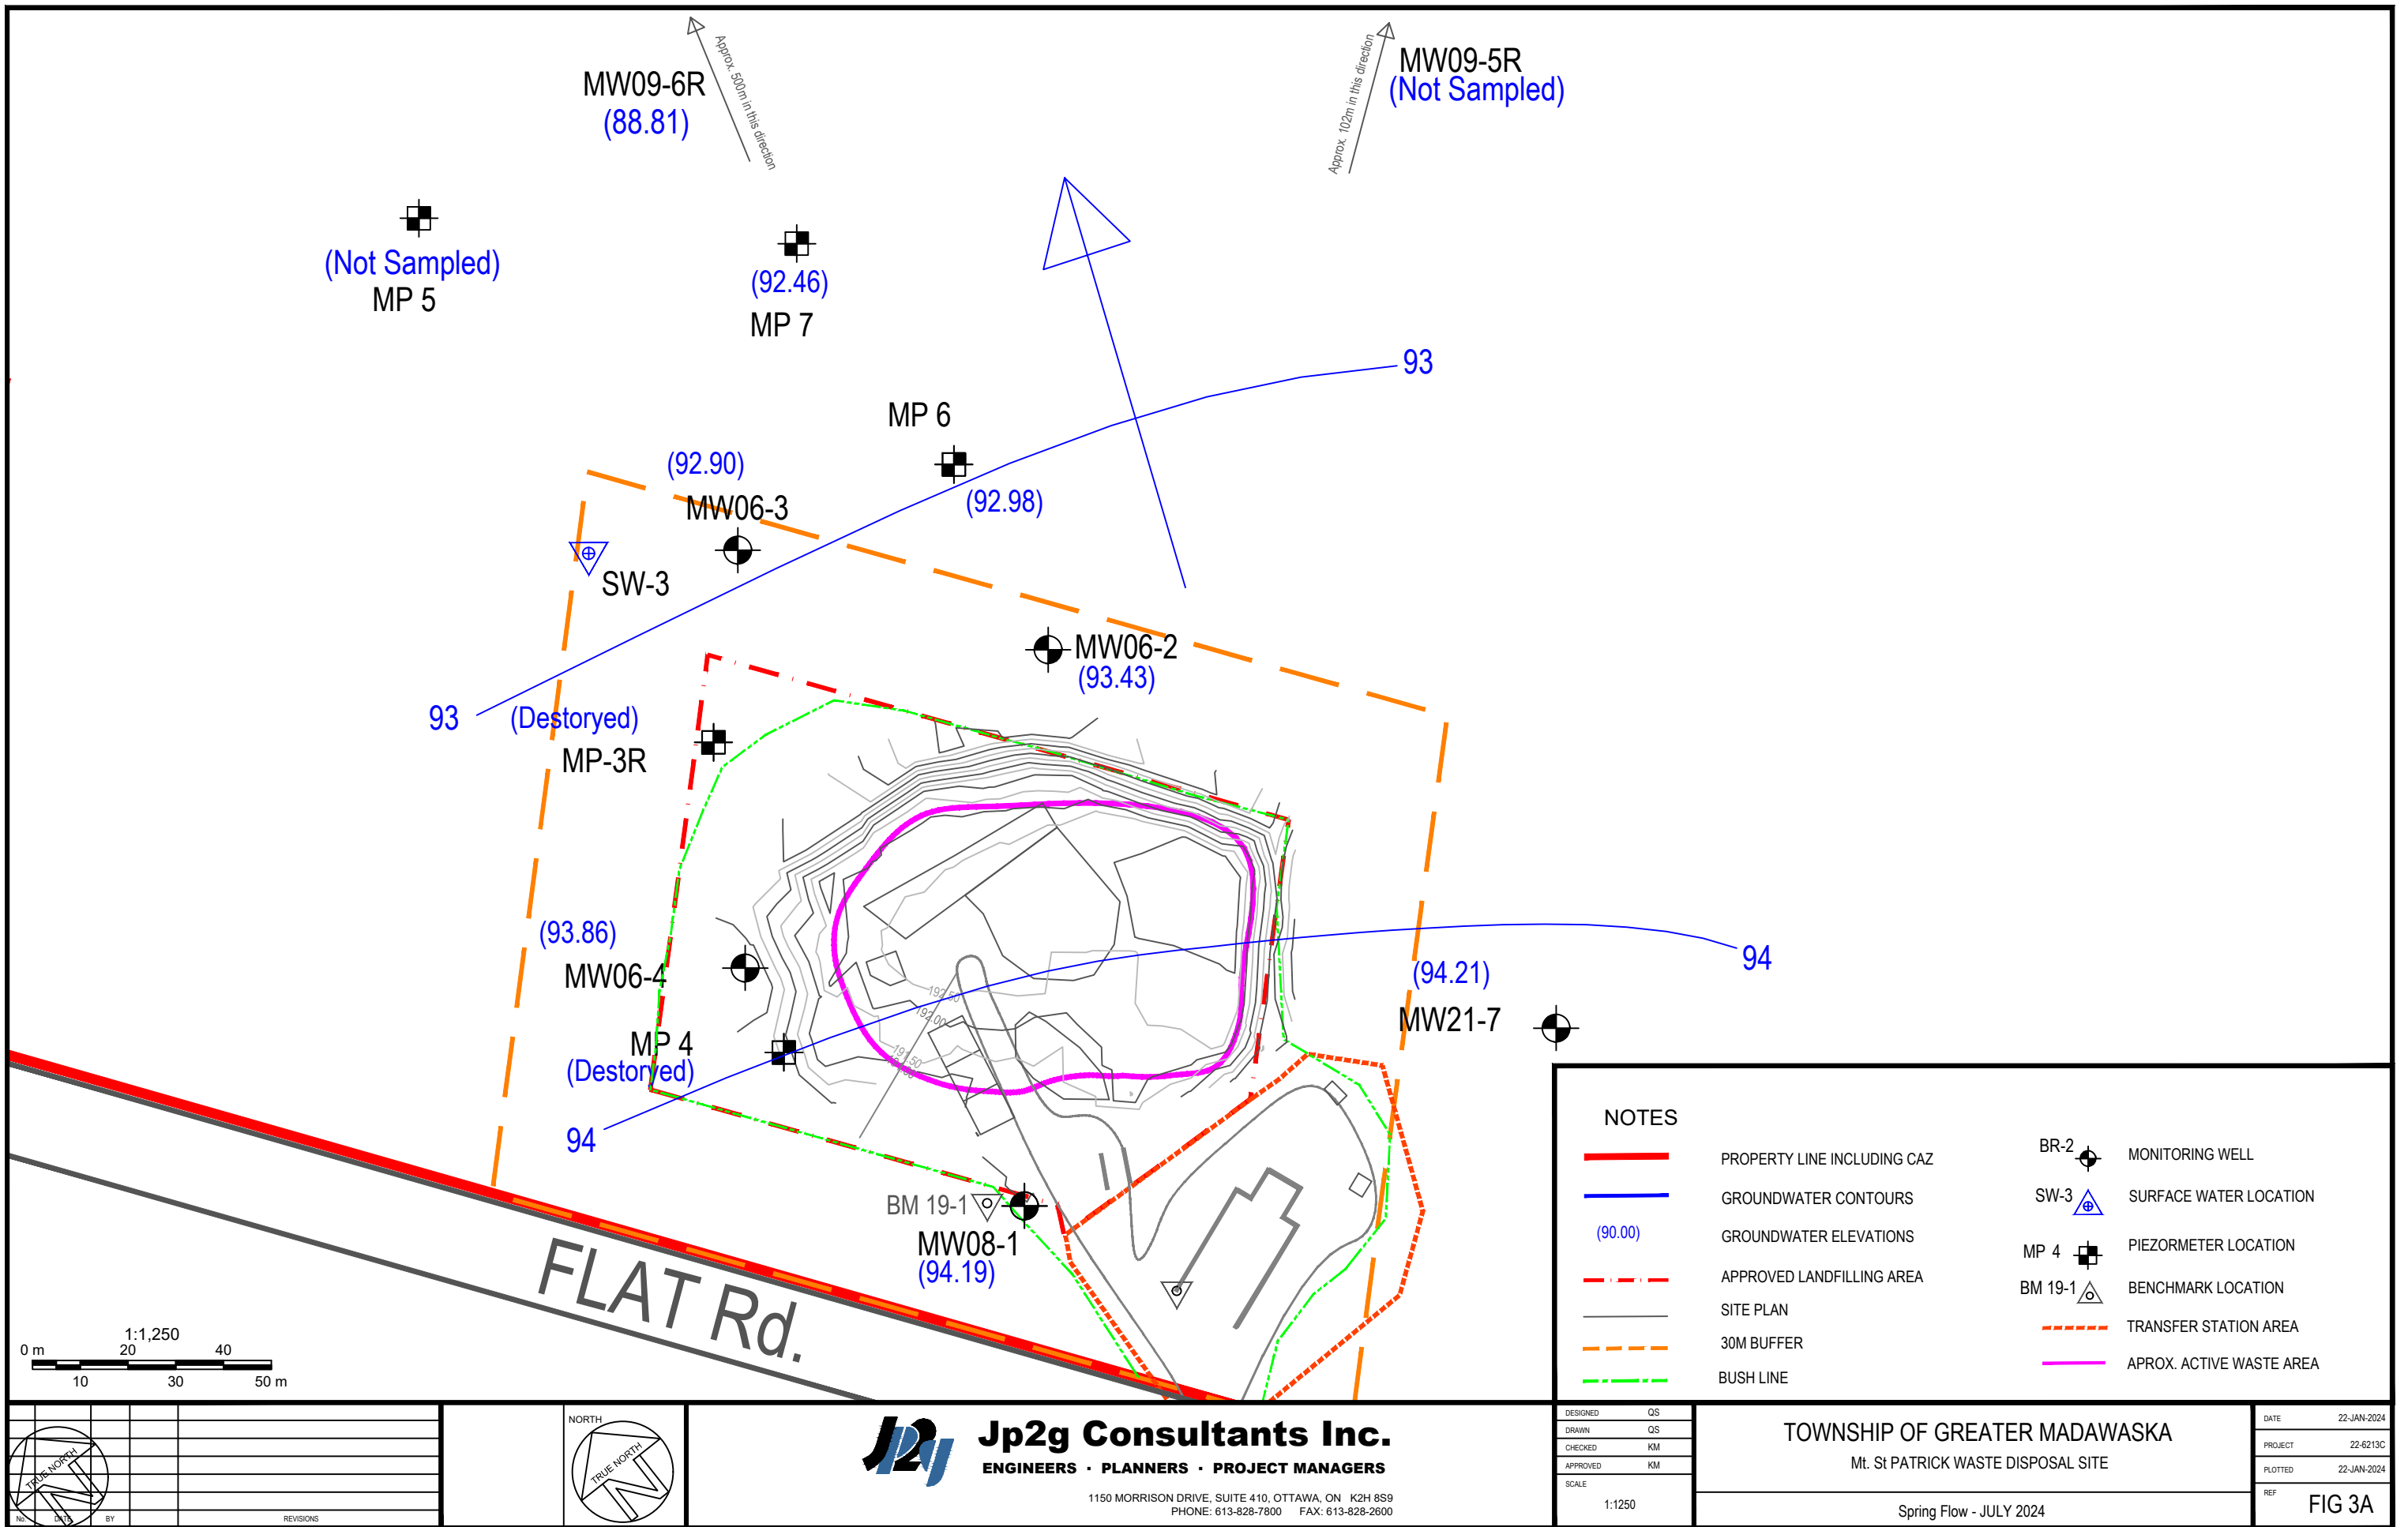 Approx. 500m in this direction
MW09-6R
(88.81)
Approx. 102m in this direction
MW09-5R
(Not Sampled)
(Not Sampled)
MP 5
(92.46)
MP 7
93
MP 6
(92.98)
(92.90)
MW06-3
SW-3
MW06-2
(93.43)
93
(Destoryed)
MP-3R
(93.86)
MW06-4
MP 4
(Destoryed)
94
192.50
192.00
191.50
94
(94.21)
MW21-7
BM 19-1
MW08-1
(94.19)
FLAT Rd.
1:1,250
0 m 20 40
10 30 50 m
NOTES
PROPERTY LINE INCLUDING CAZ
GROUNDWATER CONTOURS
(90.00) GROUNDWATER ELEVATIONS
APPROVED LANDFILLING AREA
SITE PLAN
30M BUFFER
BUSH LINE
BR-2 MONITORING WELL
SW-3 SURFACE WATER LOCATION
MP 4 PIEZORMETER LOCATION
BM 19-1 BENCHMARK LOCATION
TRANSFER STATION AREA
APROX. ACTIVE WASTE AREA
TRUE NORTH
No. DATE BY REVISIONS
NORTH
TRUE NORTH
Jp2g
Jp2g Consultants Inc.
ENGINEERS · PLANNERS · PROJECT MANAGERS
1150 MORRISON DRIVE, SUITE 410, OTTAWA, ON K2H 8S9
PHONE: 613-828-7800 FAX: 613-828-2600
DESIGNED QS
DRAWN QS
CHECKED KM
APPROVED KM
SCALE
1:1250
TOWNSHIP OF GREATER MADAWASKA
Mt. St PATRICK WASTE DISPOSAL SITE
Spring Flow - JULY 2024
DATE 22-JAN-2024
PROJECT 22-6213C
PLOTTED 22-JAN-2024
REF FIG 3A